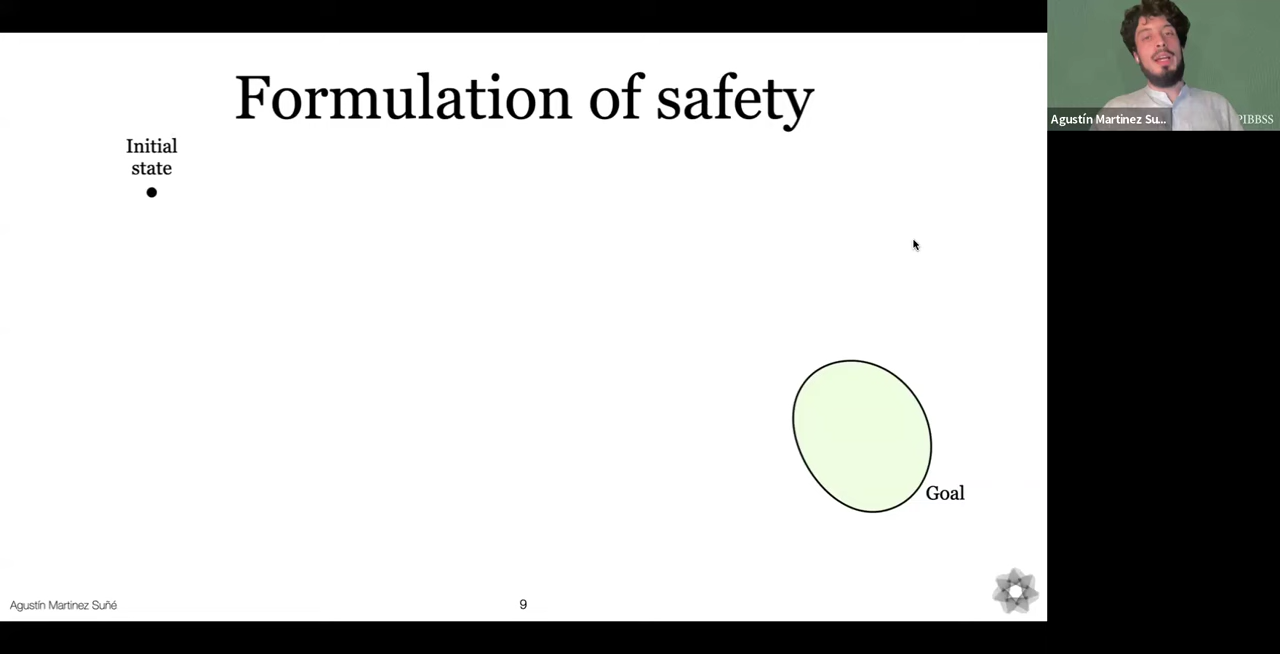 Formulation of safety
Initial
state
Goal
Agustín Martinez Suñé
9
Agustín Martinez Su...
PIBBSS